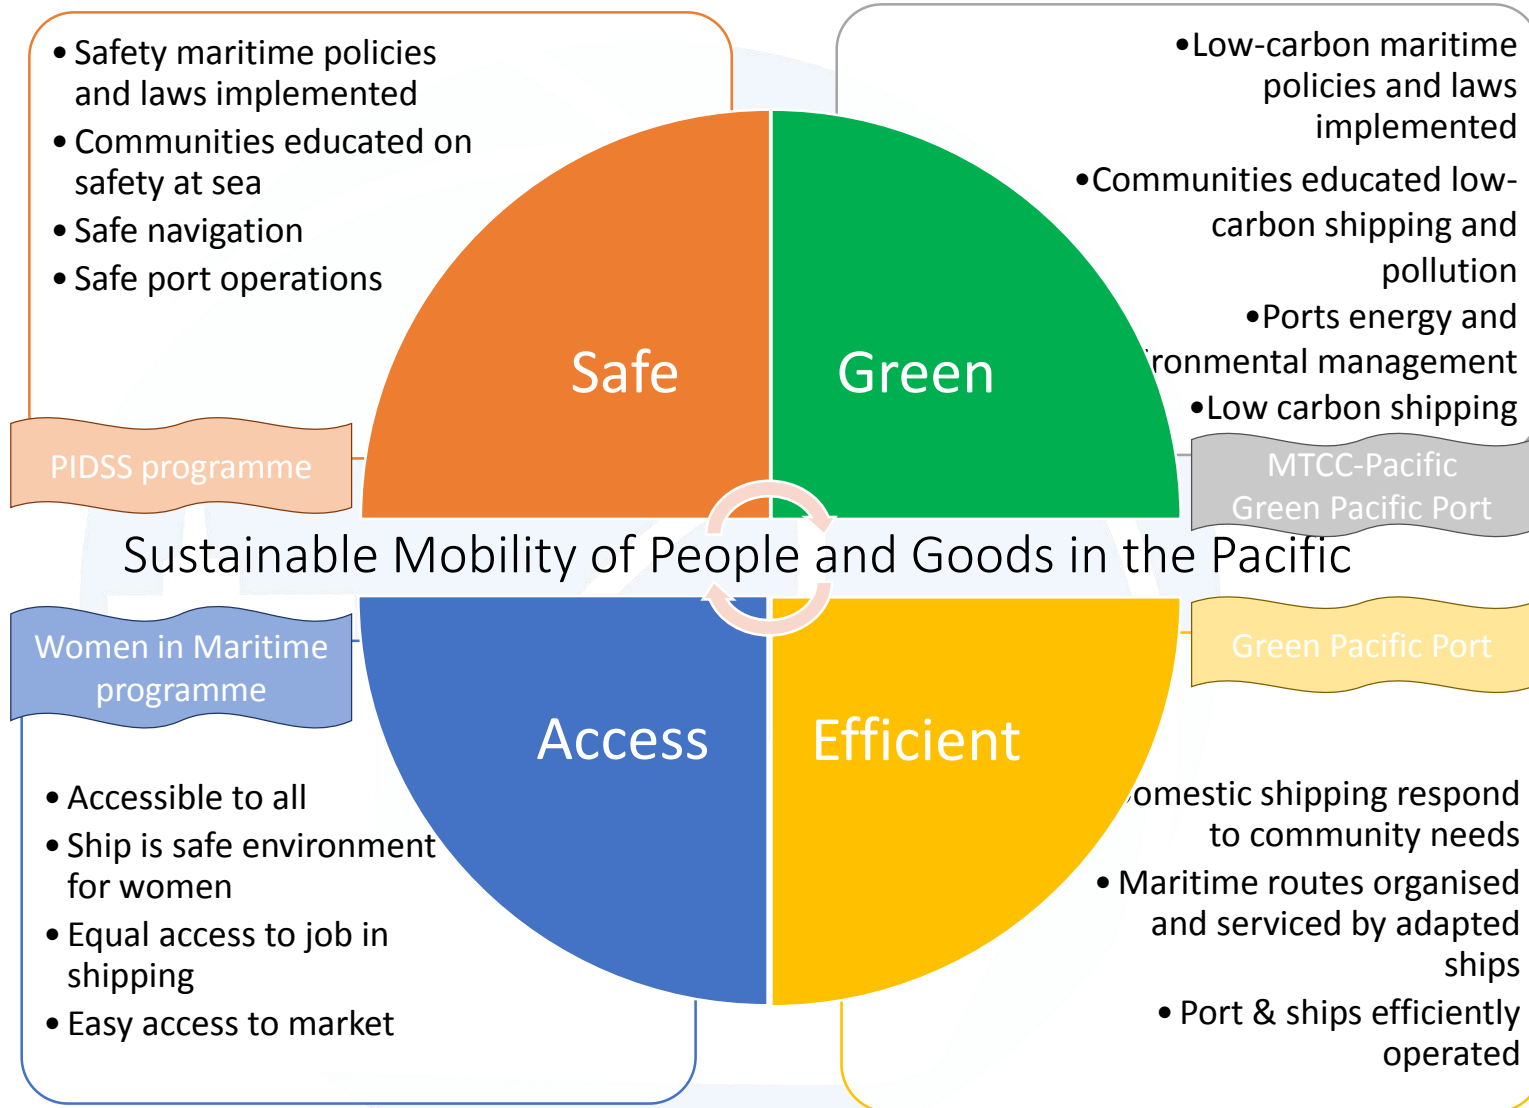 • Safety maritime policies
and laws implemented
• Communities educated on
safety at sea
• Safe navigation
• Safe port operations
•Low-carbon maritime
policies and laws
implemented
•Communities educated low-
carbon shipping and
pollution
•Ports energy and
ironmental management
•Low carbon shipping
Safe
Green
PIDSS programme
MTCC-Pacific
Green Pacific Port
Sustainable Mobility of People and Goods in the Pacific
Women in Maritime
programme
Green Pacific Port
Access
Efficient
• Accessible to all
• Ship is safe environment
for women
• Equal access to job in
shipping
• Easy access to market
omestic shipping respond
to community needs
• Maritime routes organised
and serviced by adapted
ships
• Port & ships efficiently
operated